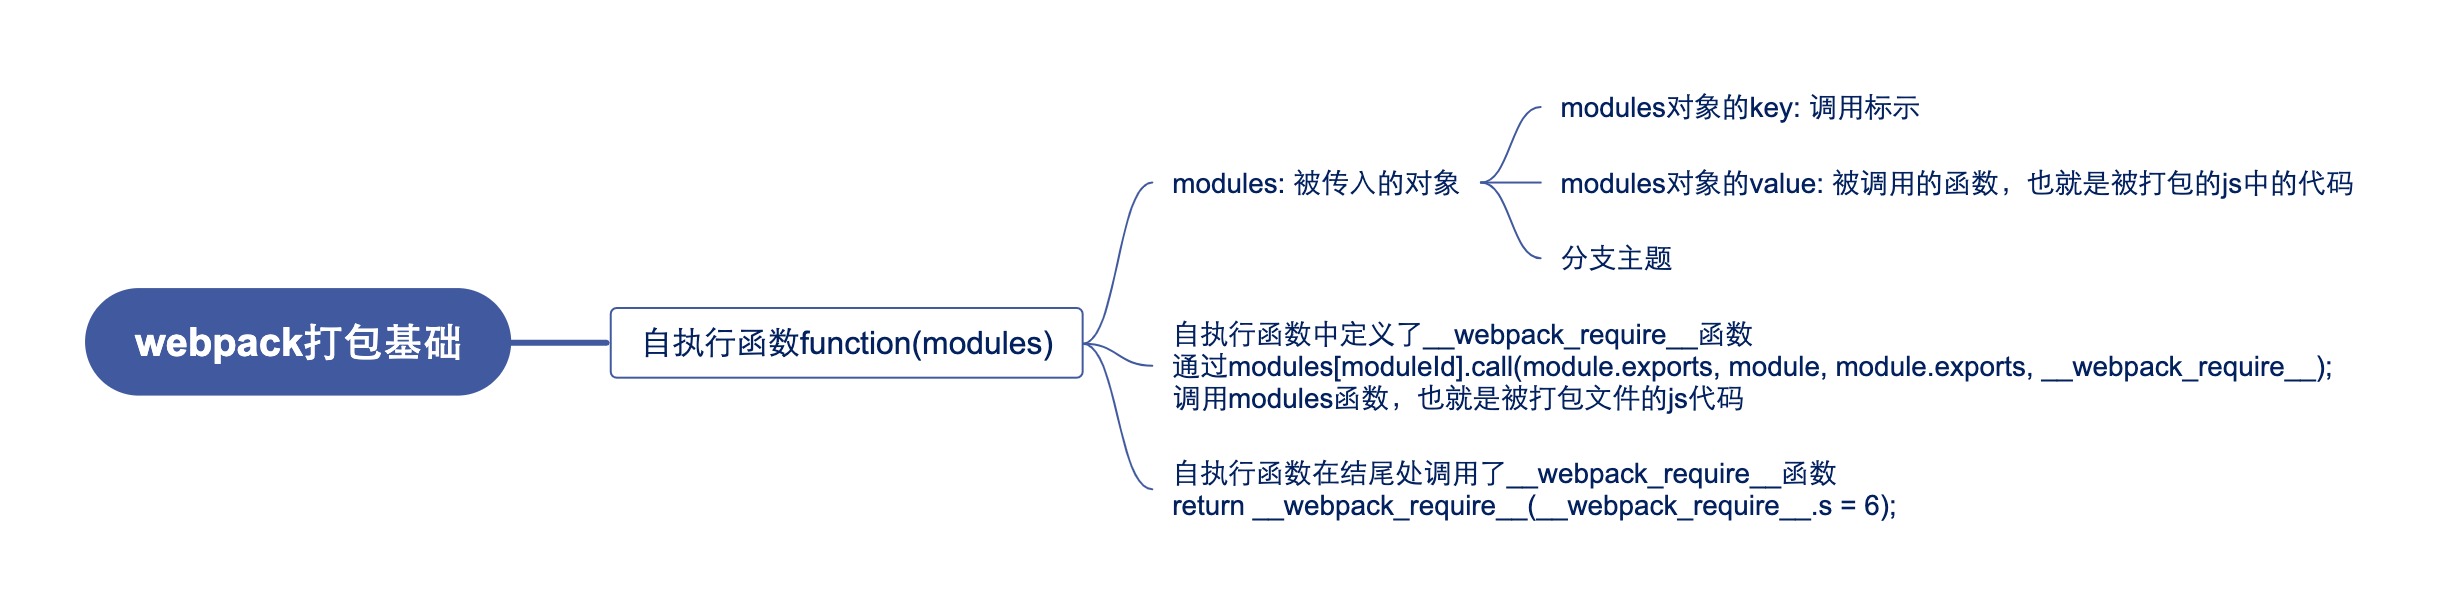 webpack打包基础
自执行函数function(modules)
modules: 被传入的对象
modules对象的key: 调用标示
modules对象的value: 被调用的函数，也就是被打包的js中的代码
分支主题
自执行函数中定义了__webpack_require__函数
通过modules[moduleId].call(module.exports, module, module.exports, __webpack_require__);
调用modules函数，也就是被打包文件的js代码
自执行函数在结尾处调用了__webpack_require__函数
return __webpack_require__(__webpack_require__.s = 6);